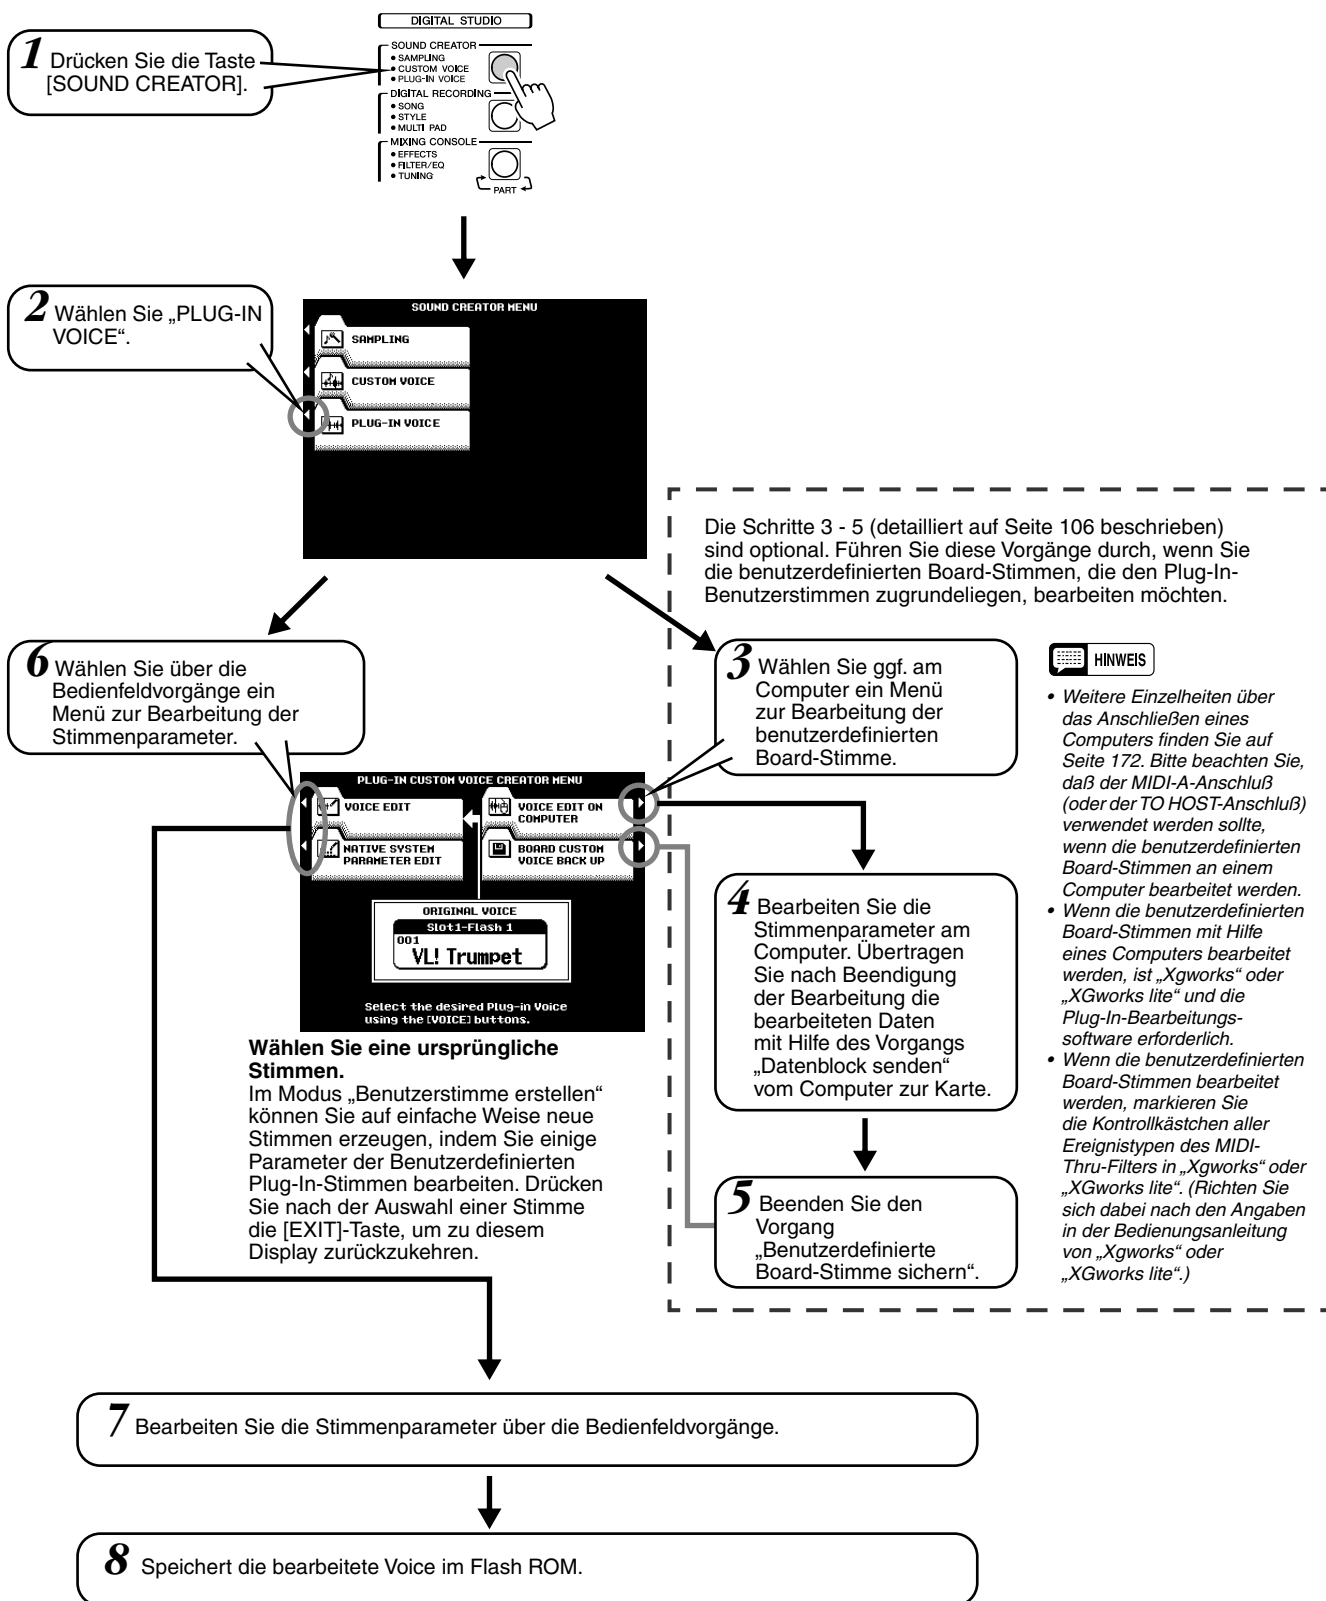 DIGITAL STUDIO
1 Drücken Sie die Taste
[SOUND CREATOR].
SOUND CREATOR
• SAMPLING
• CUSTOM VOICE
• PLUG-IN VOICE
DIGITAL RECORDING
• SONG
• STYLE
• MULTI PAD
MIXING CONSOLE
• EFFECTS
• FILTER/EQ
• TUNING
PART
2 Wählen Sie „PLUG-IN
VOICE“.
SOUND CREATOR MENU
SAMPLING
CUSTOM VOICE
PLUG-IN VOICE
Die Schritte 3 - 5 (detailliert auf Seite 106 beschrieben)
sind optional. Führen Sie diese Vorgänge durch, wenn Sie
die benutzerdefinierten Board-Stimmen, die den Plug-In-
Benutzerstimmen zugrundeliegen, bearbeiten möchten.
6 Wählen Sie über die
Bedienfeldvorgänge ein
Menü zur Bearbeitung der
Stimmenparameter.
3 Wählen Sie ggf. am
Computer ein Menü
zur Bearbeitung der
benutzerdefinierten
Board-Stimme.
HINWEIS
• Weitere Einzelheiten über
das Anschließen eines
Computers finden Sie auf
Seite 172. Bitte beachten Sie,
daß der MIDI-A-Anschluß
(oder der TO HOST-Anschluß)
verwendet werden sollte,
wenn die benutzerdefinierten
Board-Stimmen an einem
Computer bearbeitet werden.
• Wenn die benutzerdefinierten
Board-Stimmen mit Hilfe
eines Computers bearbeitet
werden, ist „Xgworks“ oder
„XGworks lite“ und die
Plug-In-Bearbeitungs-
software erforderlich.
• Wenn die benutzerdefinierten
Board-Stimmen bearbeitet
werden, markieren Sie
die Kontrollkästchen aller
Ereignistypen des MIDI-
Thru-Filters in „Xgworks“ oder
„XGworks lite“. (Richten Sie
sich dabei nach den Angaben
in der Bedienungsanleitung
von „Xgworks“ oder
„XGworks lite“.)
PLUG-IN CUSTOM VOICE CREATOR MENU
VOICE EDIT
VOICE EDIT ON
COMPUTER
NATIVE SYSTEM
PARAMETER EDIT
BOARD CUSTOM
VOICE BACK UP
ORIGINAL VOICE
Slot1-Flash 1
001
VL! Trumpet
Select the desired Plug-in Voice
using the [VOICE] buttons.
4 Bearbeiten Sie die
Stimmenparameter am
Computer. Übertragen
Sie nach Beendigung
der Bearbeitung die
bearbeiteten Daten
mit Hilfe des Vorgangs
„Datenblock senden“
vom Computer zur Karte.
Wählen Sie eine ursprüngliche
Stimmen.
Im Modus „Benutzerstimme erstellen“
können Sie auf einfache Weise neue
Stimmen erzeugen, indem Sie einige
Parameter der Benutzerdefinierten
Plug-In-Stimmen bearbeiten. Drücken
Sie nach der Auswahl einer Stimme
die [EXIT]-Taste, um zu diesem
Display zurückzukehren.
5 Beenden Sie den
Vorgang
„Benutzerdefinierte
Board-Stimme sichern“.
7 Bearbeiten Sie die Stimmenparameter über die Bedienfeldvorgänge.
8 Speichert die bearbeitete Voice im Flash ROM.